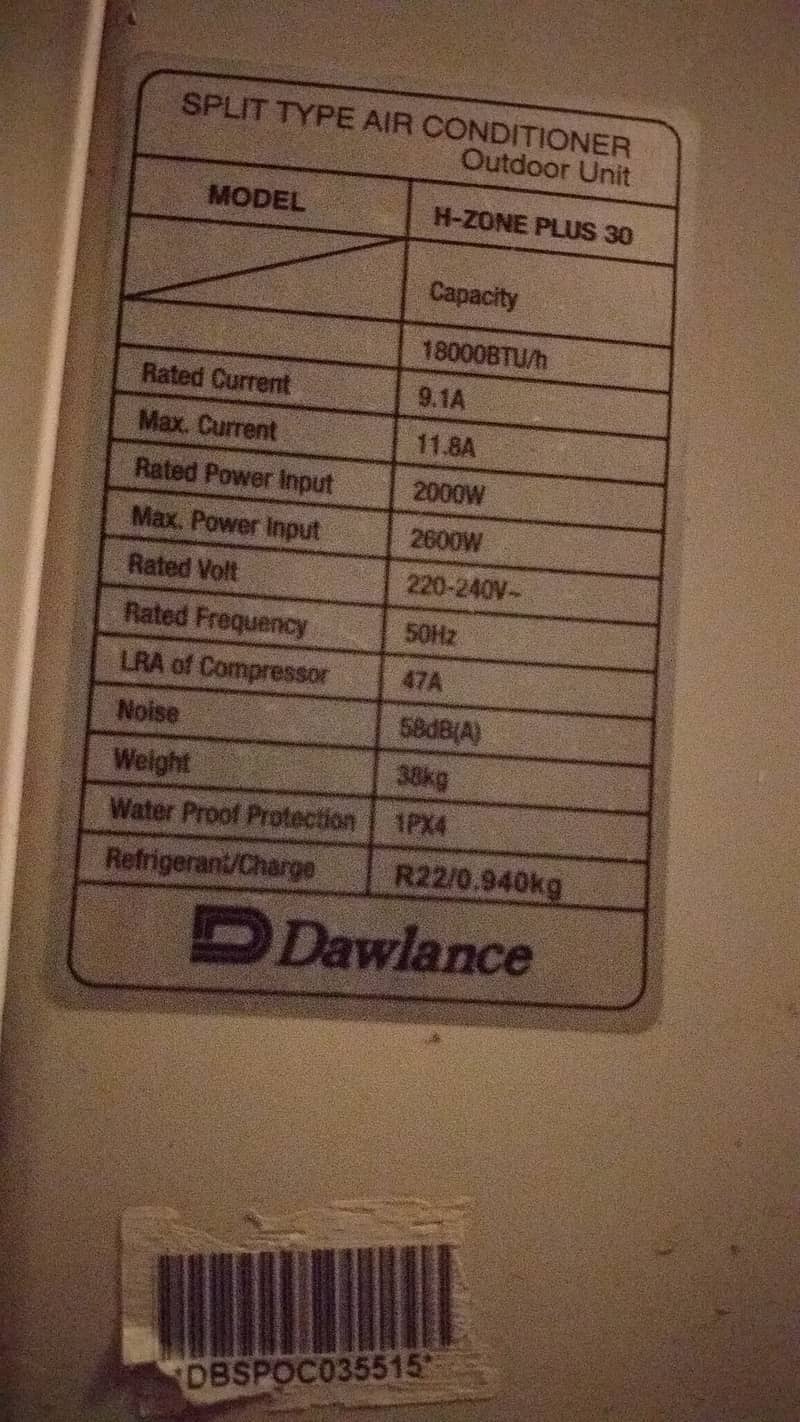 SPLIT TYPE AIR CONDITIONER
Outdoor Unit
MODEL H-ZONE PLUS 30
Capacity
18000BTU/h
Rated Current 9.1A
Max. Current 11.8A
Rated Power Input 2000W
Max. Power Input 2600W
Rated Volt 220-240V~
Rated Frequency 50Hz
LRA of Compressor 47A
Noise 58dB(A)
Weight 38kg
Water Proof Protection 1PX4
Refrigerant/Charge R22/0.940kg
Dawlance
*DBSPOC035515*